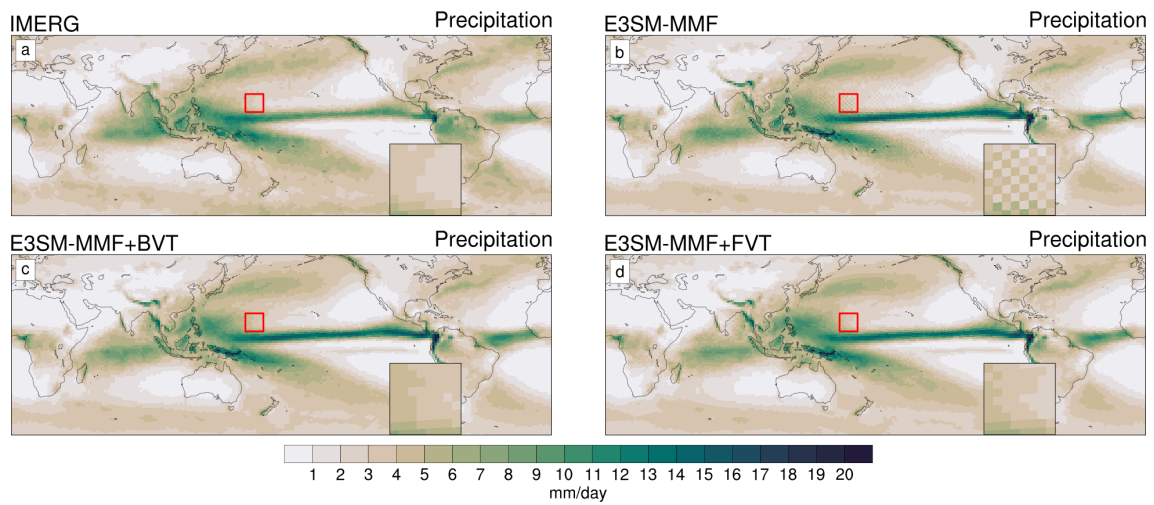 IMERG Precipitation
a
E3SM-MMF Precipitation
b
E3SM-MMF+BVT Precipitation
c
E3SM-MMF+FVT Precipitation
d
1 2 3 4 5 6 7 8 9 10 11 12 13 14 15 16 17 18 19 20
mm/day